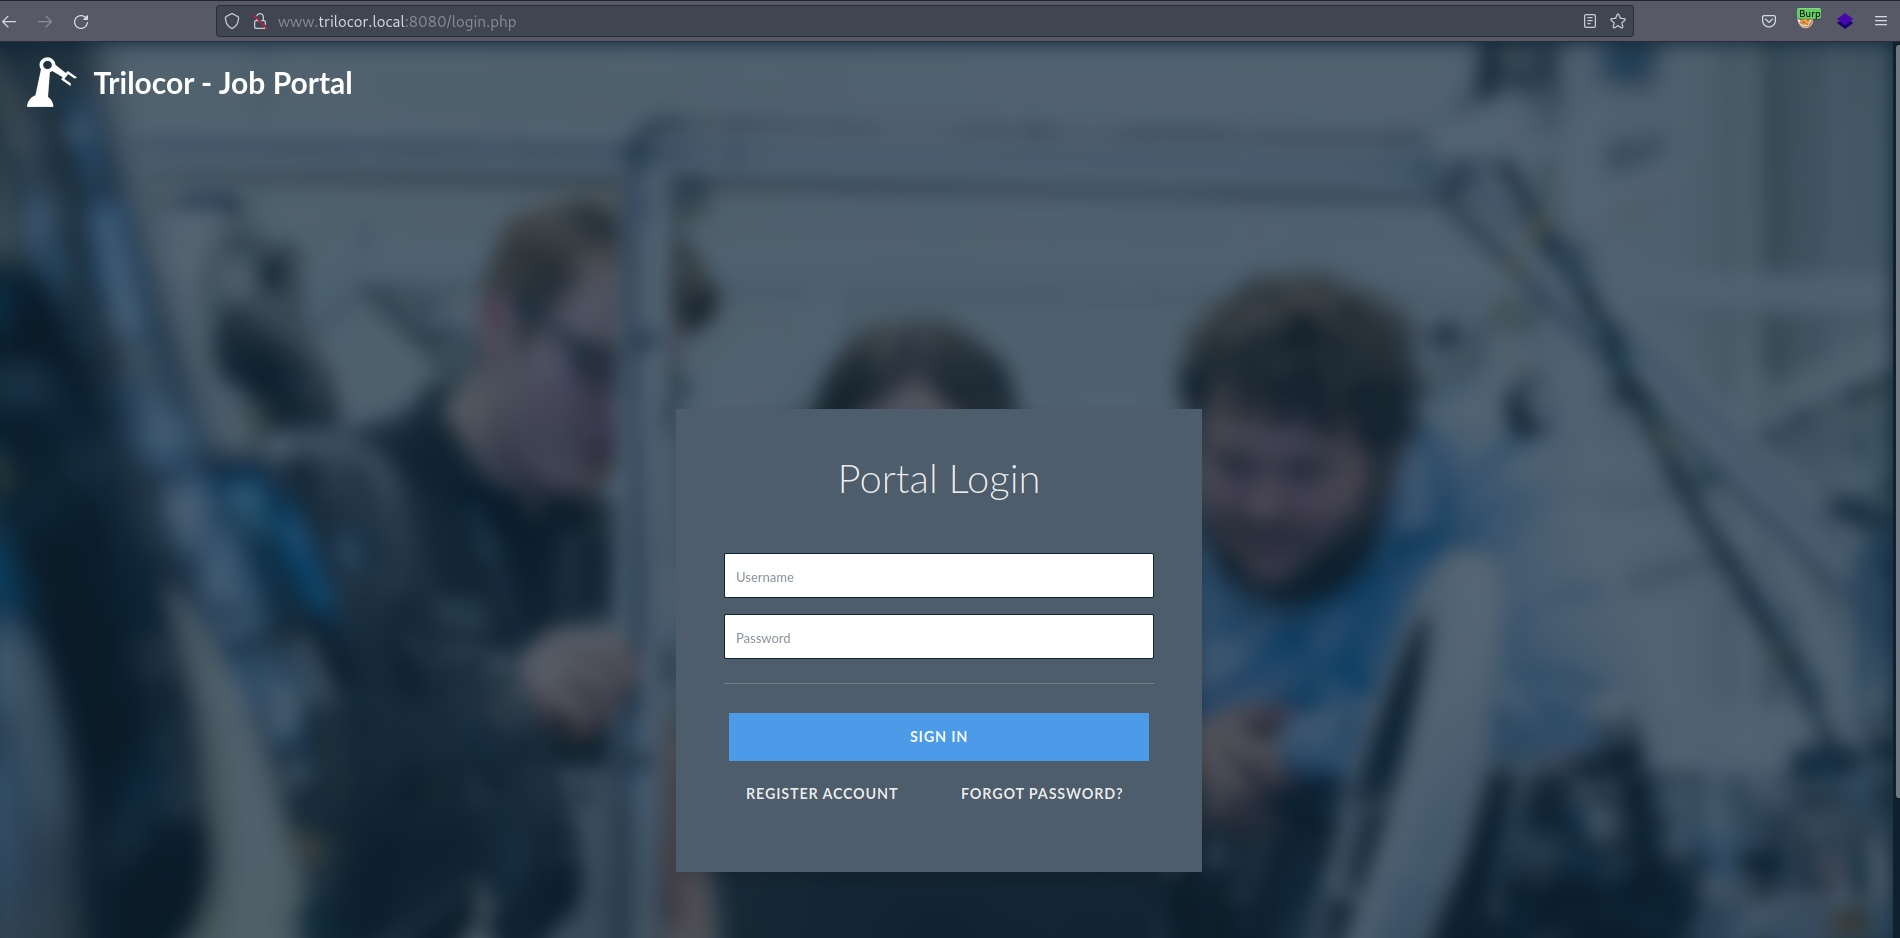 Burp
www.trilocor.local:8080/login.php
Trilocor - Job Portal
Portal Login
Username
Password
SIGN IN
REGISTER ACCOUNT FORGOT PASSWORD?